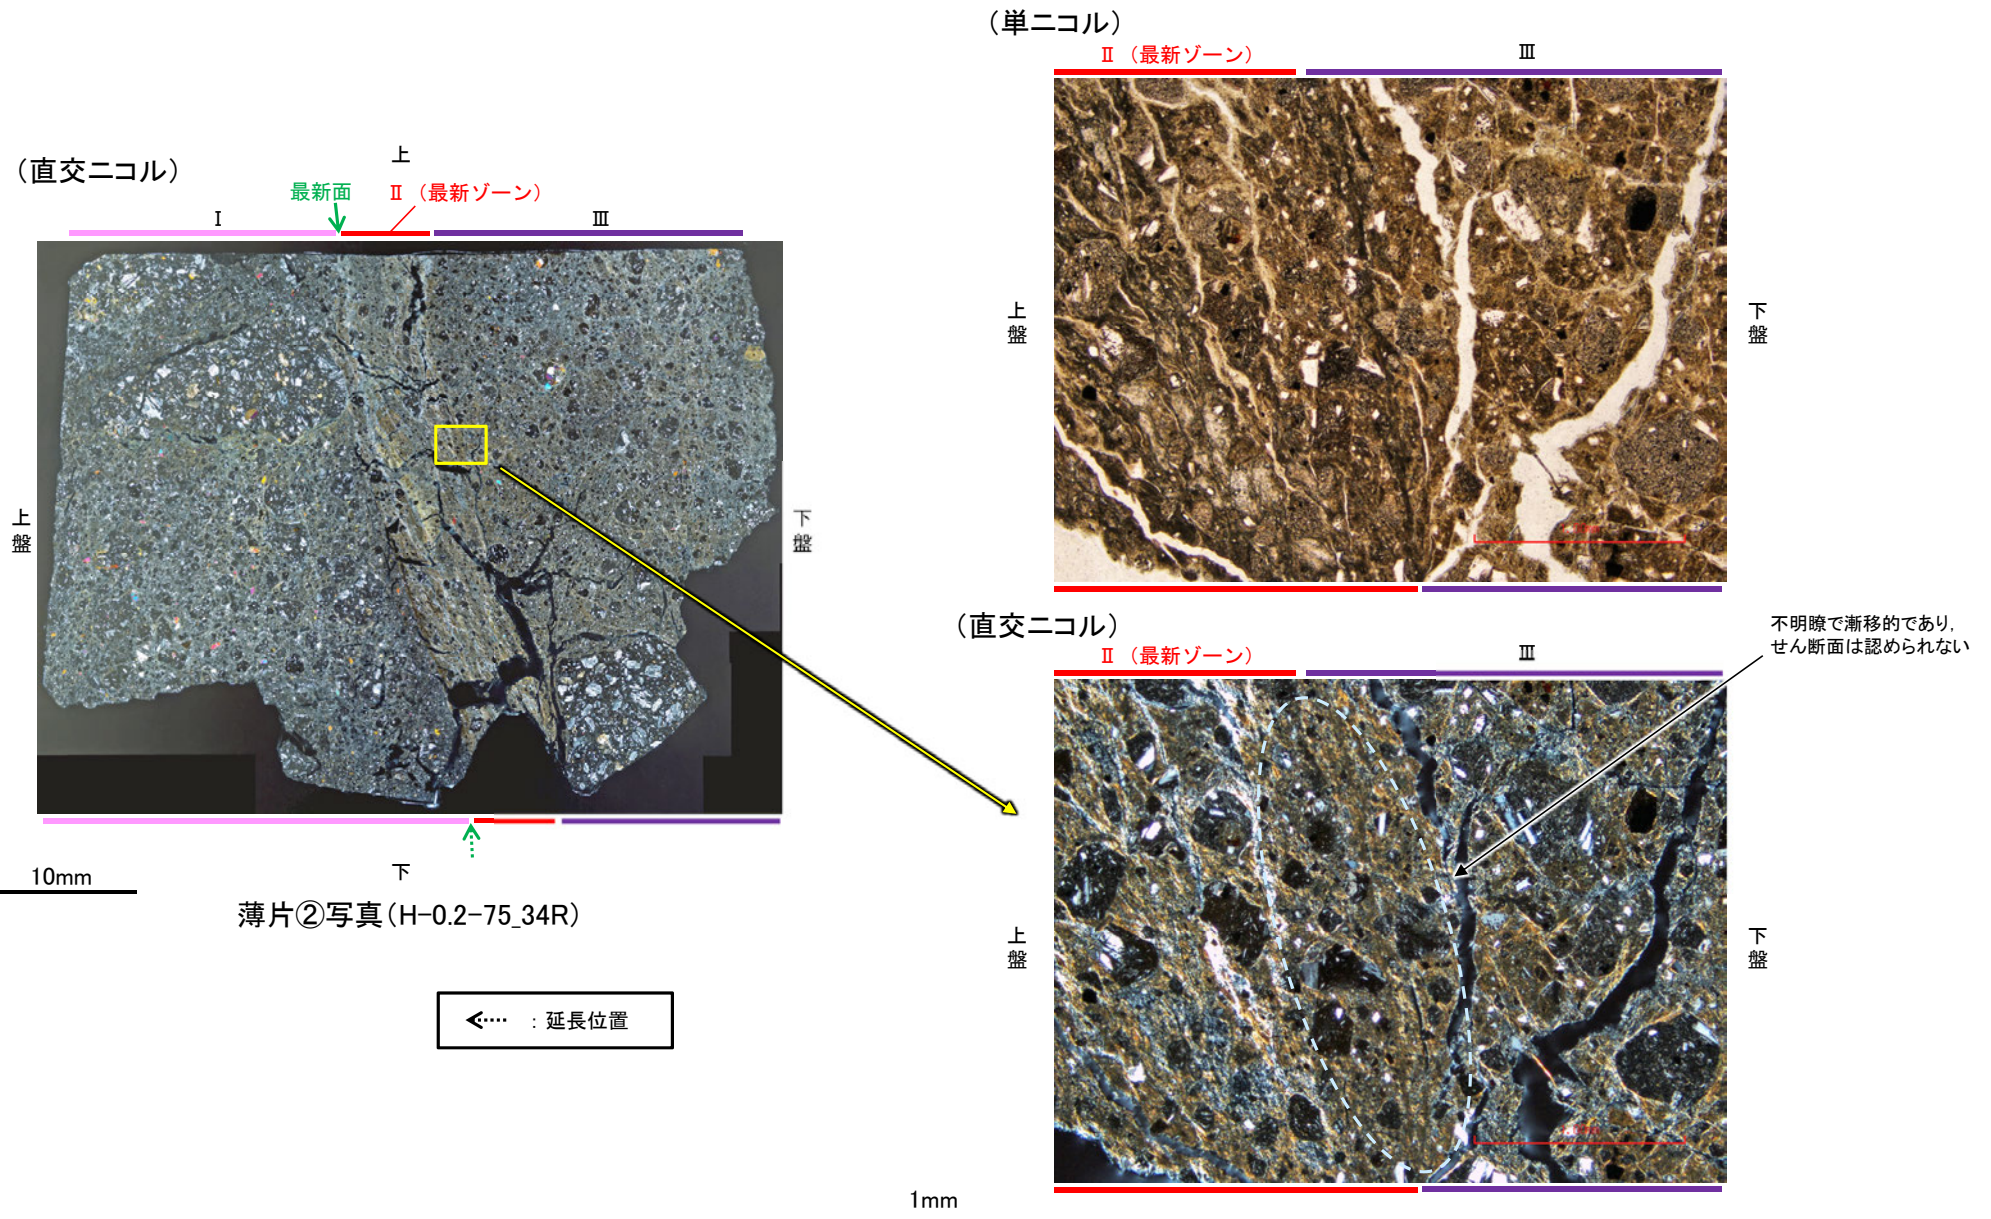 (単ニコル)
Ⅱ (最新ゾーン)
Ⅲ
上盤
下盤
(直交ニコル)
上
最新面
Ⅱ (最新ゾーン)
Ⅰ
Ⅲ
上盤
下盤
下
10mm
薄片②写真(H-0.2-75_34R)
:延長位置
(直交ニコル)
Ⅱ (最新ゾーン)
Ⅲ
不明瞭で漸移的であり,
せん断面は認められない
上盤
下盤
1mm